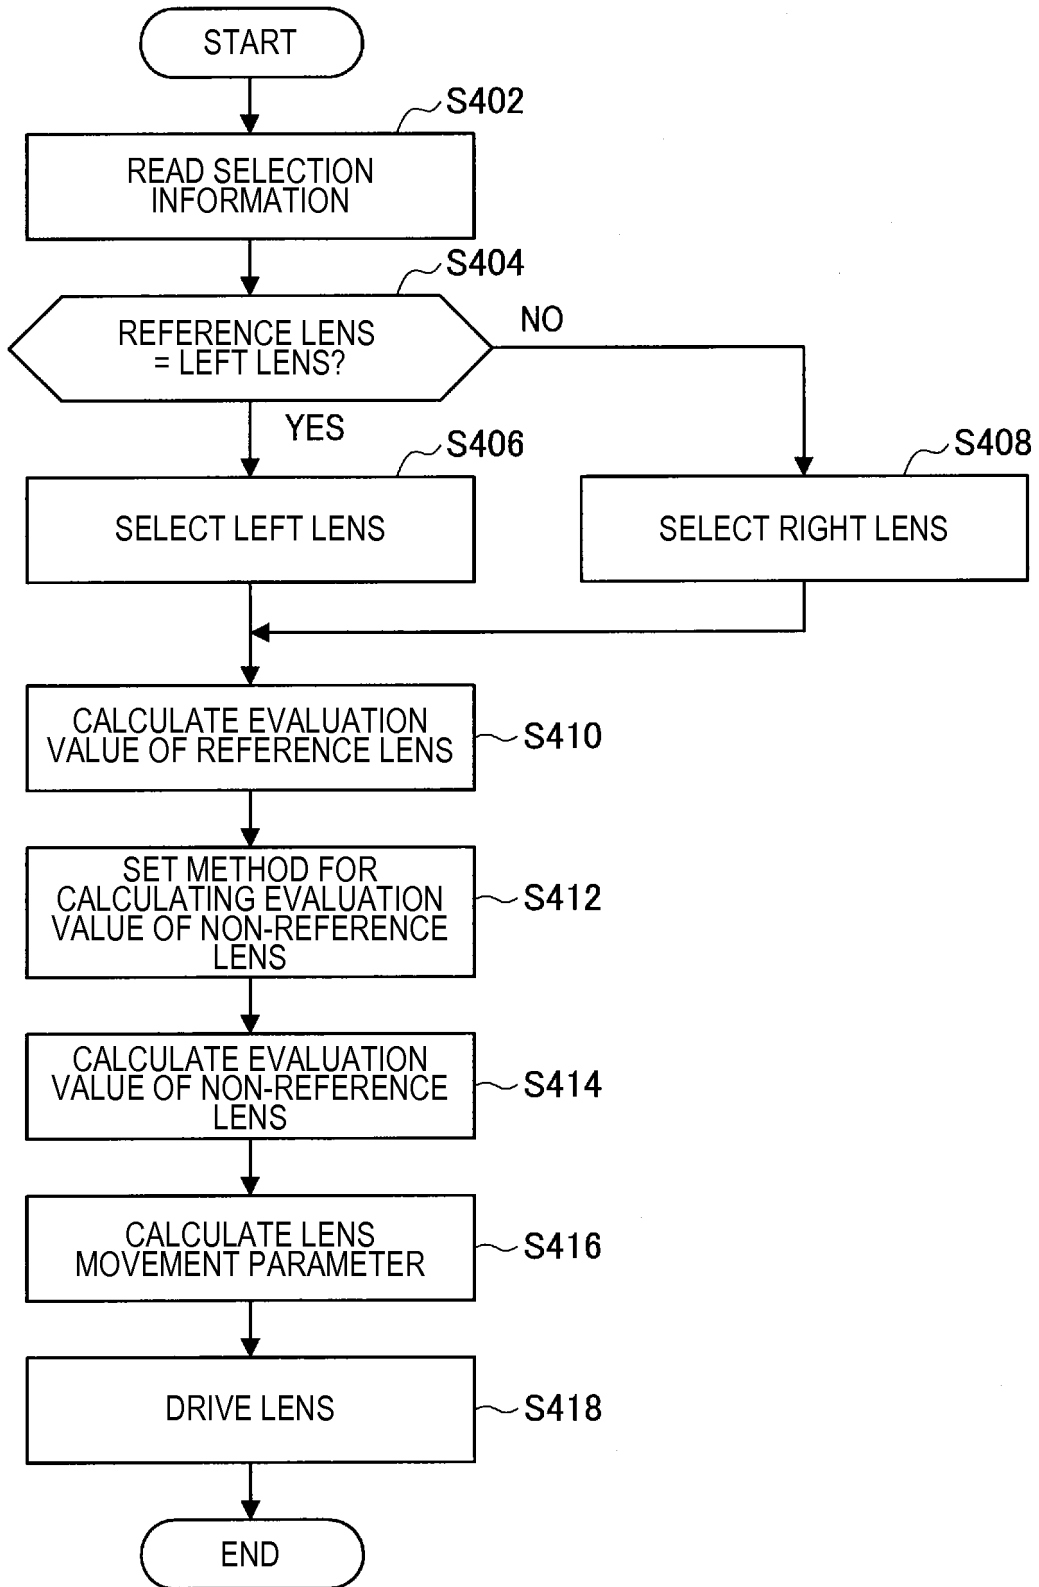 START
S402
READ SELECTION
INFORMATION
S404
REFERENCE LENS
= LEFT LENS?
NO
YES
S406
SELECT LEFT LENS
S408
SELECT RIGHT LENS
CALCULATE EVALUATION
VALUE OF REFERENCE LENS
S410
SET METHOD FOR
CALCULATING EVALUATION
VALUE OF NON-REFERENCE
LENS
S412
CALCULATE EVALUATION
VALUE OF NON-REFERENCE
LENS
S414
CALCULATE LENS
MOVEMENT PARAMETER
S416
DRIVE LENS
S418
END